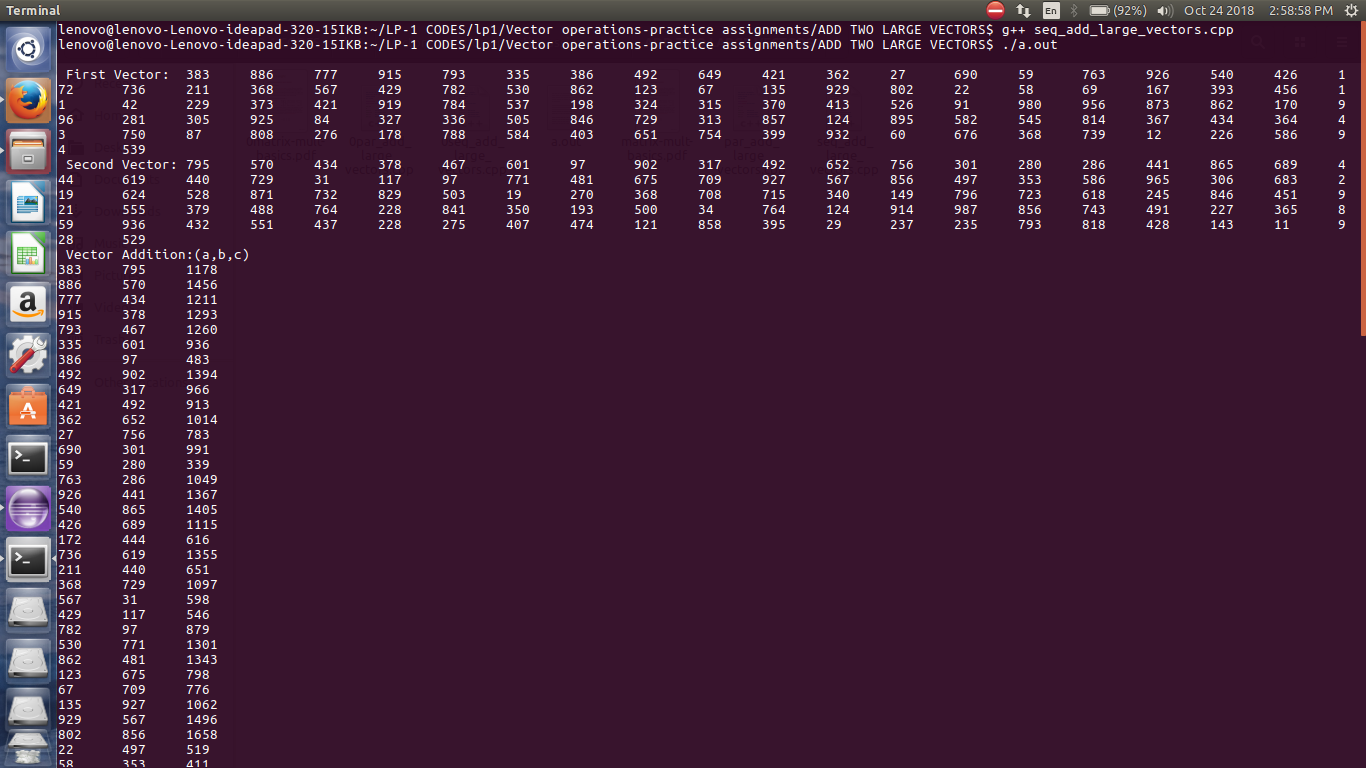 Terminal
En (92%) Oct 24 2018 2:58:58 PM
lenovo@lenovo-Lenovo-ideapad-320-15IKB:~/LP-1 CODES/lp1/Vector operations-practice assignments/ADD TWO LARGE VECTORS$ g++ seq_add_large_vectors.cpp
lenovo@lenovo-Lenovo-ideapad-320-15IKB:~/LP-1 CODES/lp1/Vector operations-practice assignments/ADD TWO LARGE VECTORS$ ./a.out
First Vector: 383 886 777 915 793 335 386 492 649 421 362 27 690 59 763 926 540 426 1
72 736 211 368 567 429 782 530 862 123 67 135 929 802 22 58 69 167 393 456 1
1 42 229 373 421 919 784 537 198 324 315 370 413 526 91 980 956 873 862 170 9
96 281 305 925 84 327 336 505 846 729 313 857 124 895 582 545 814 367 434 364 4
3 750 87 808 276 178 788 584 403 651 754 399 932 60 676 368 739 12 226 586 9
4 539
Second Vector: 795 570 434 378 467 601 97 902 317 492 652 756 301 280 286 441 865 689 4
44 619 440 729 31 117 97 771 481 675 709 927 567 856 497 353 586 965 306 683 2
19 624 528 871 732 829 503 19 270 368 708 715 340 149 796 723 618 245 846 451 9
21 555 379 488 764 228 841 350 193 500 34 764 124 914 987 856 743 491 227 365 8
59 936 432 551 437 228 275 407 474 121 858 395 29 237 235 793 818 428 143 11 9
28 529
Vector Addition:(a,b,c)
383 795 1178
886 570 1456
777 434 1211
915 378 1293
793 467 1260
335 601 936
386 97 483
492 902 1394
649 317 966
421 492 913
362 652 1014
27 756 783
690 301 991
59 280 339
763 286 1049
926 441 1367
540 865 1405
426 689 1115
172 444 616
736 619 1355
211 440 651
368 729 1097
567 31 598
429 117 546
782 97 879
530 771 1301
862 481 1343
123 675 798
67 709 776
135 927 1062
929 567 1496
802 856 1658
22 497 519
58 353 411